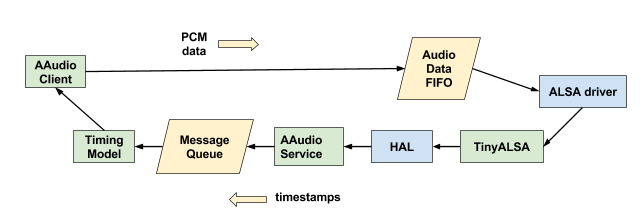 PCM
data
AAudio
Client
Audio
Data
FIFO
ALSA driver
Timing
Model
Message
Queue
AAudio
Service
HAL
TinyALSA
timestamps